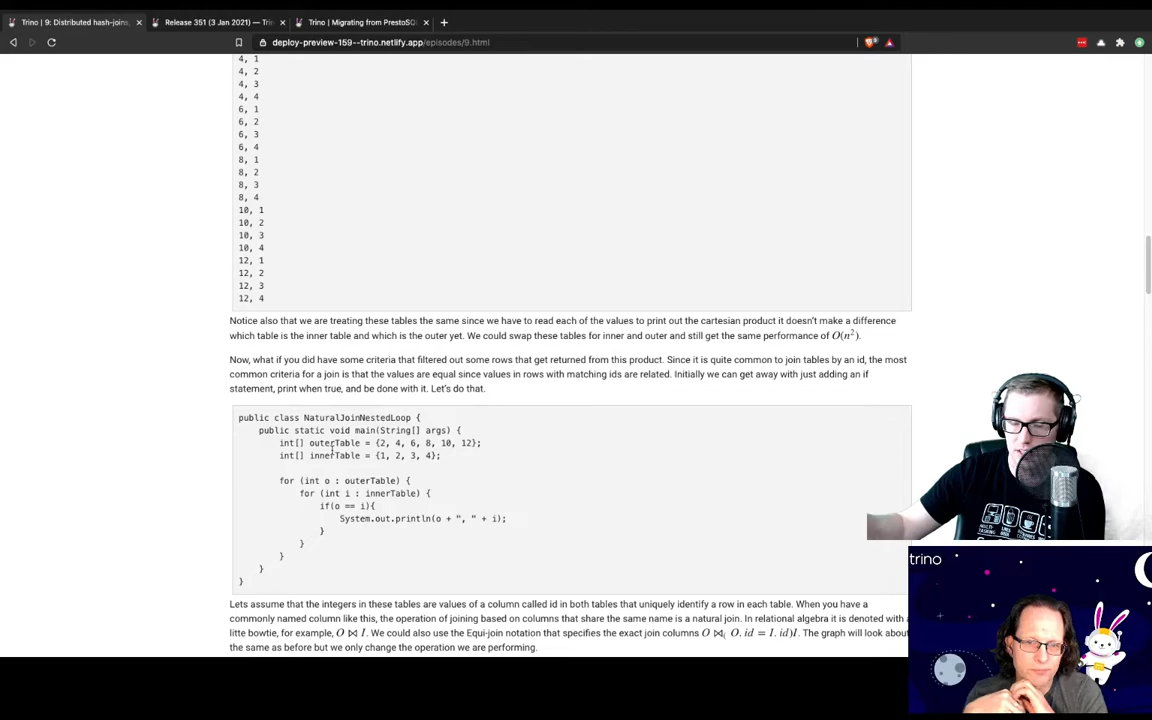 Trino | 9: Distributed hash-joins,
Release 351 (3 Jan 2021) — Trin
Trino | Migrating from PrestoSQ
deploy-preview-159--trino.netlify.app/episodes/9.html
4, 1
4, 2
4, 3
4, 4
6, 1
6, 2
6, 3
6, 4
8, 1
8, 2
8, 3
8, 4
10, 1
10, 2
10, 3
10, 4
12, 1
12, 2
12, 3
12, 4
Notice also that we are treating these tables the same since we have to read each of the values to print out the cartesian product it doesn't make a difference
which table is the inner table and which is the outer yet. We could swap these tables for inner and outer and still get the same performance of O(n²).
Now, what if you did have some criteria that filtered out some rows that get returned from this product. Since it is quite common to join tables by an id, the most
common criteria for a join is that the values are equal since values in rows with matching ids are related. Initially we can get away with just adding an if
statement, print when true, and be done with it. Let's do that.
public class NaturalJoinNestedLoop {
public static void main(String[] args) {
int[] outerTable = {2, 4, 6, 8, 10, 12};
int[] innerTable = {1, 2, 3, 4};
for (int o : outerTable) {
for (int i : innerTable) {
if(o == i){
System.out.println(o + ", " + i);
}
}
}
}
}
Lets assume that the integers in these tables are values of a column called id in both tables that uniquely identify a row in each table. When you have a
commonly named column like this, the operation of joining based on columns that share the same name is a natural join. In relational algebra it is denoted with a
litte bowtie, for example, O ⋈ I. We could also use the Equi-join notation that specifies the exact join columns O ⋈( O. id = I. id)I. The graph will look about
the same as before but we only change the operation we are performing.
trino